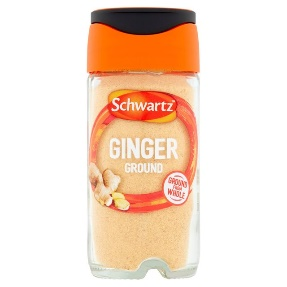 Schwartz
GINGER
GROUND
GROUND
FROM
WHOLE